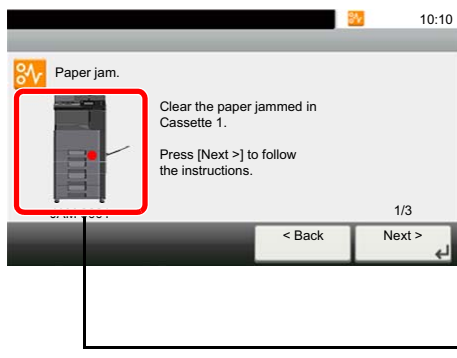 10:10
Paper jam.
Clear the paper jammed in
Cassette 1.
Press [Next >] to follow
the instructions.
1/3
< Back
Next >